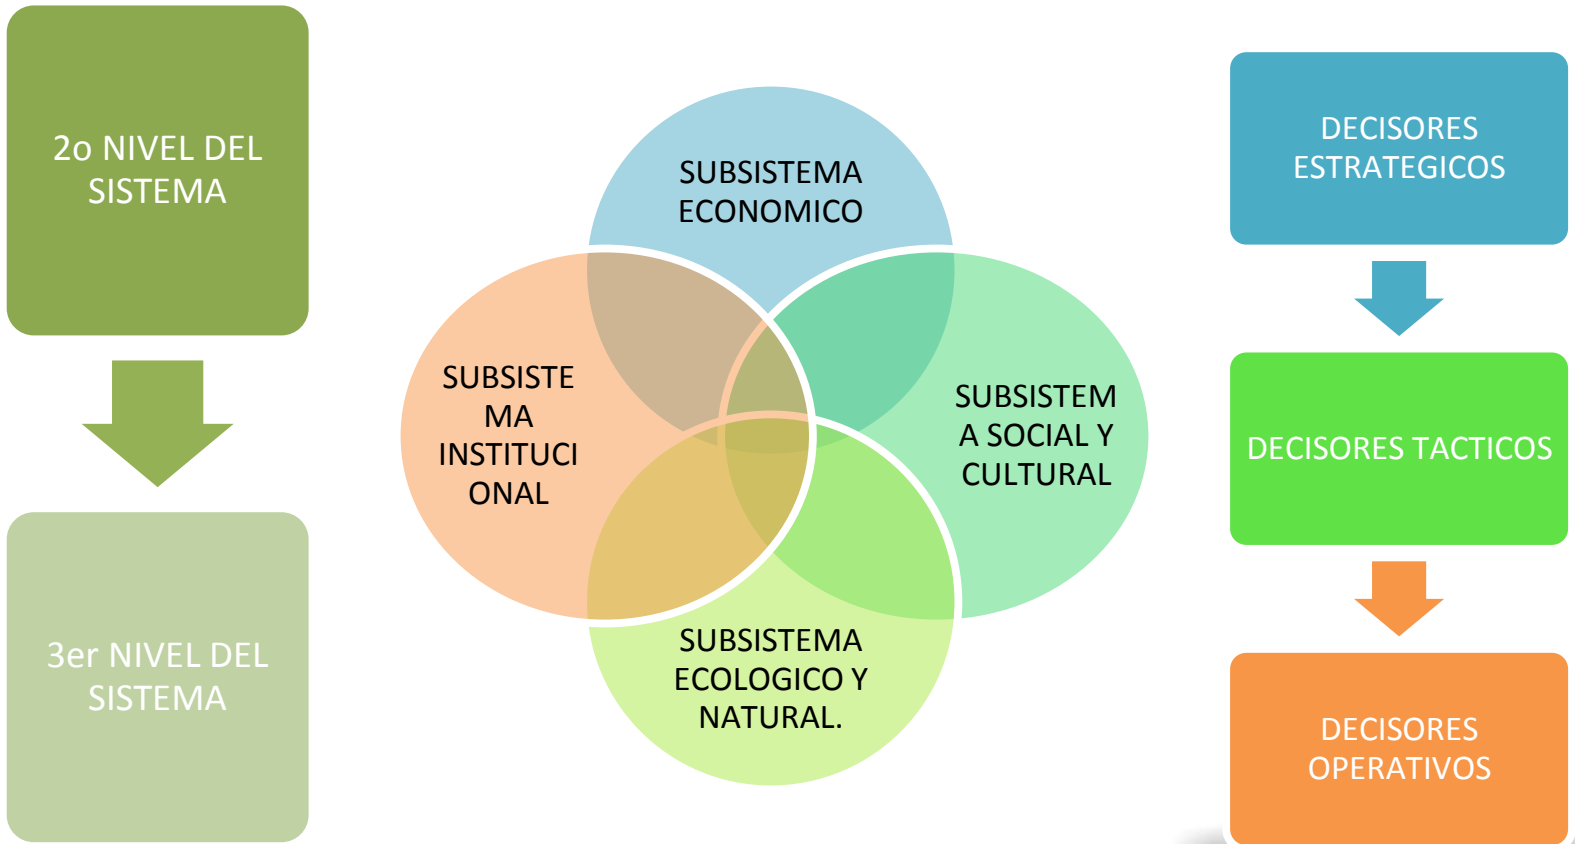 2o NIVEL DEL
SISTEMA
3er NIVEL DEL
SISTEMA
SUBSISTEMA
ECONOMICO
SUBSISTE
MA
INSTITUCI
ONAL
SUBSISTEM
A SOCIAL Y
CULTURAL
SUBSISTEMA
ECOLOGICO Y
NATURAL.
DECISORES
ESTRATEGICOS
DECISORES TACTICOS
DECISORES
OPERATIVOS